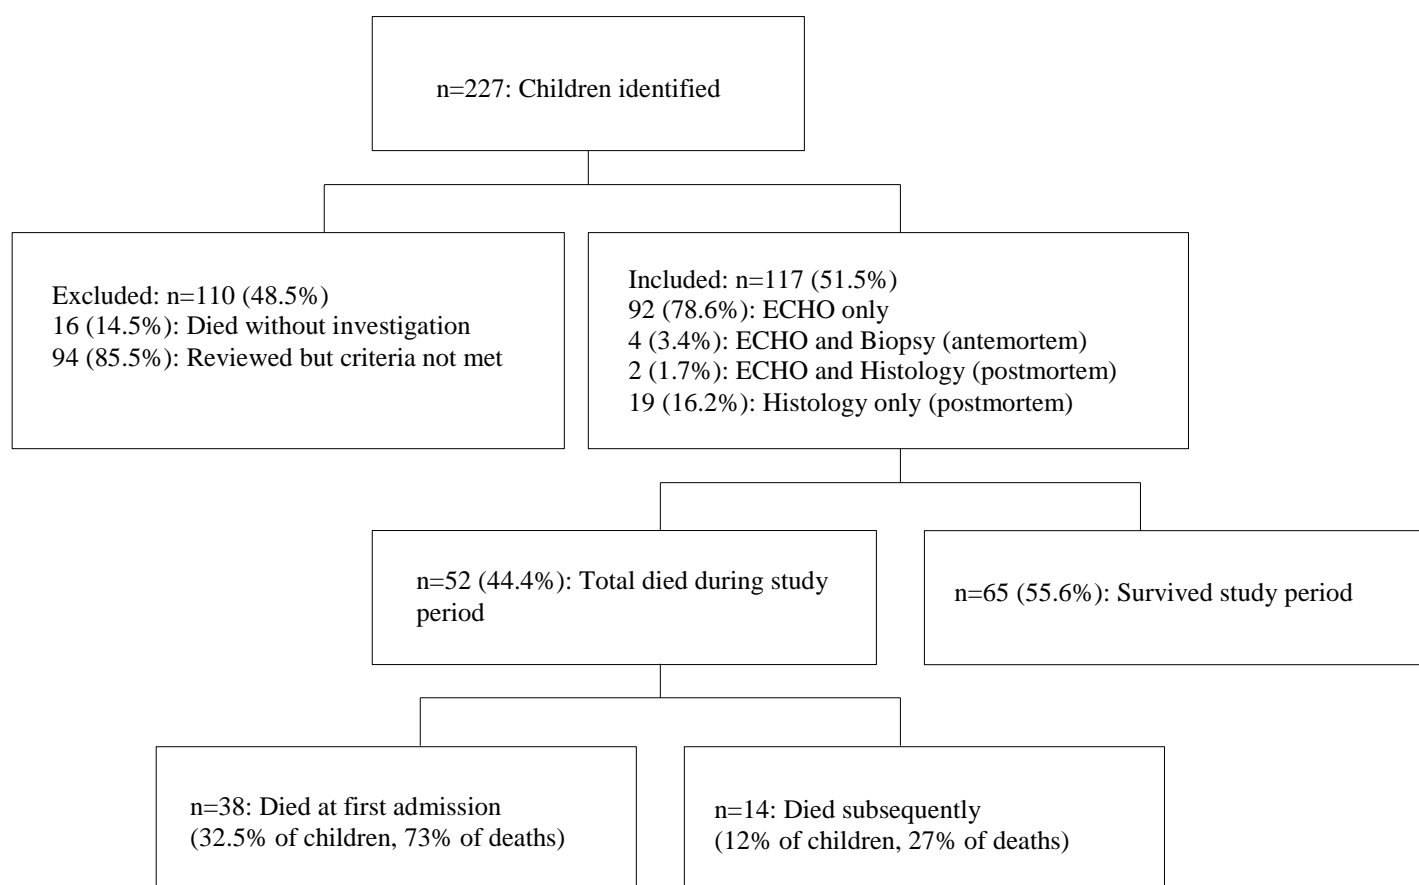 n=227: Children identified
Excluded: n=110 (48.5%)
16 (14.5%): Died without investigation
94 (85.5%): Reviewed but criteria not met
Included: n=117 (51.5%)
92 (78.6%): ECHO only
4 (3.4%): ECHO and Biopsy (antemortem)
2 (1.7%): ECHO and Histology (postmortem)
19 (16.2%): Histology only (postmortem)
n=52 (44.4%): Total died during study
period
n=65 (55.6%): Survived study period
n=38: Died at first admission
(32.5% of children, 73% of deaths)
n=14: Died subsequently
(12% of children, 27% of deaths)